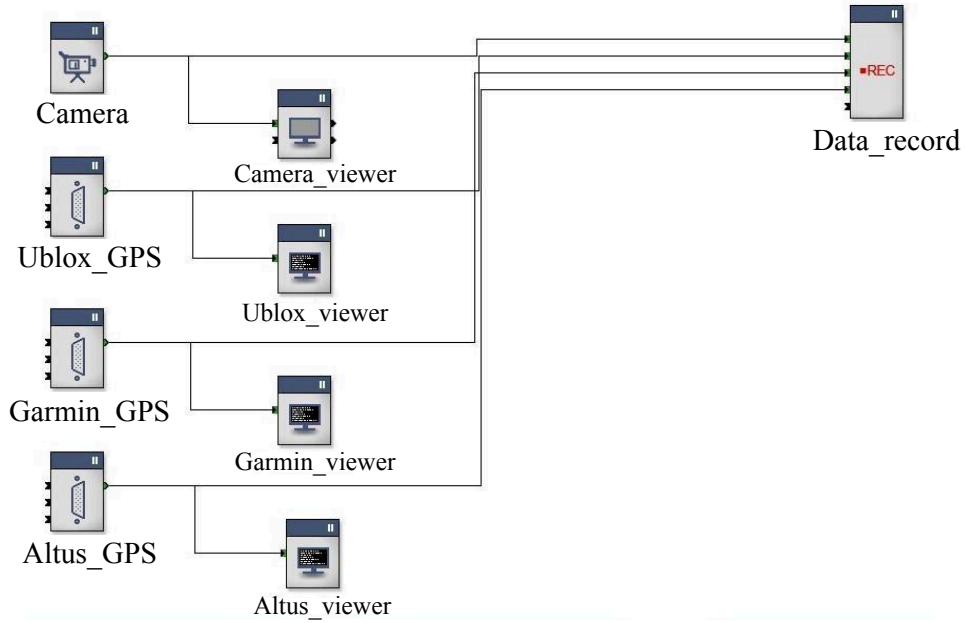 REC
Camera
Data_record
Camera_viewer
Ublox_GPS
Ublox_viewer
Garmin_GPS
Garmin_viewer
Altus_GPS
Altus_viewer